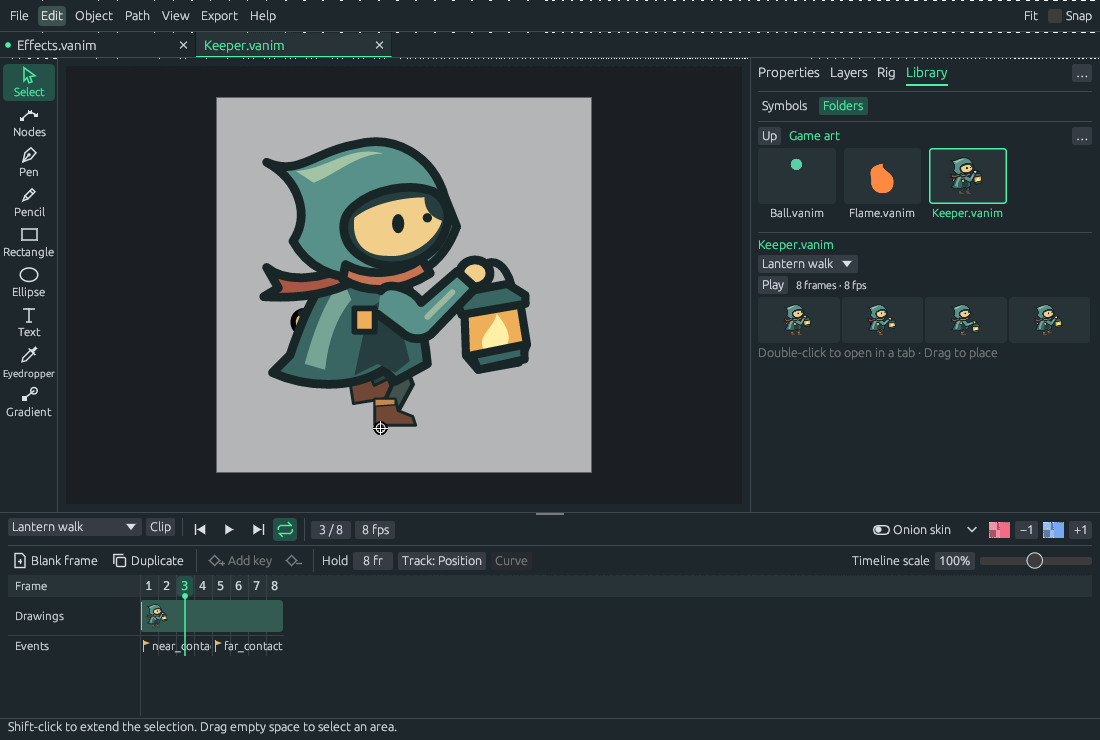 File Edit Object Path View Export Help Fit Snap
Effects.vanim × Keeper.vanim ×
Select
Nodes
Pen
Pencil
Rectangle
Ellipse
Text
Eyedropper
Gradient
Properties Layers Rig Library ...
Symbols Folders
Up Game art ...
Ball.vanim Flame.vanim Keeper.vanim
Keeper.vanim
Lantern walk
Play 8 frames · 8 fps
Double-click to open in a tab · Drag to place
Lantern walk Clip 3 / 8 8 fps Onion skin −1 +1
Blank frame Duplicate Add key Hold 8 fr Track: Position Curve Timeline scale 100%
Frame 1 2 3 4 5 6 7 8
Drawings
Events near_conta far_contact
Shift-click to extend the selection. Drag empty space to select an area.